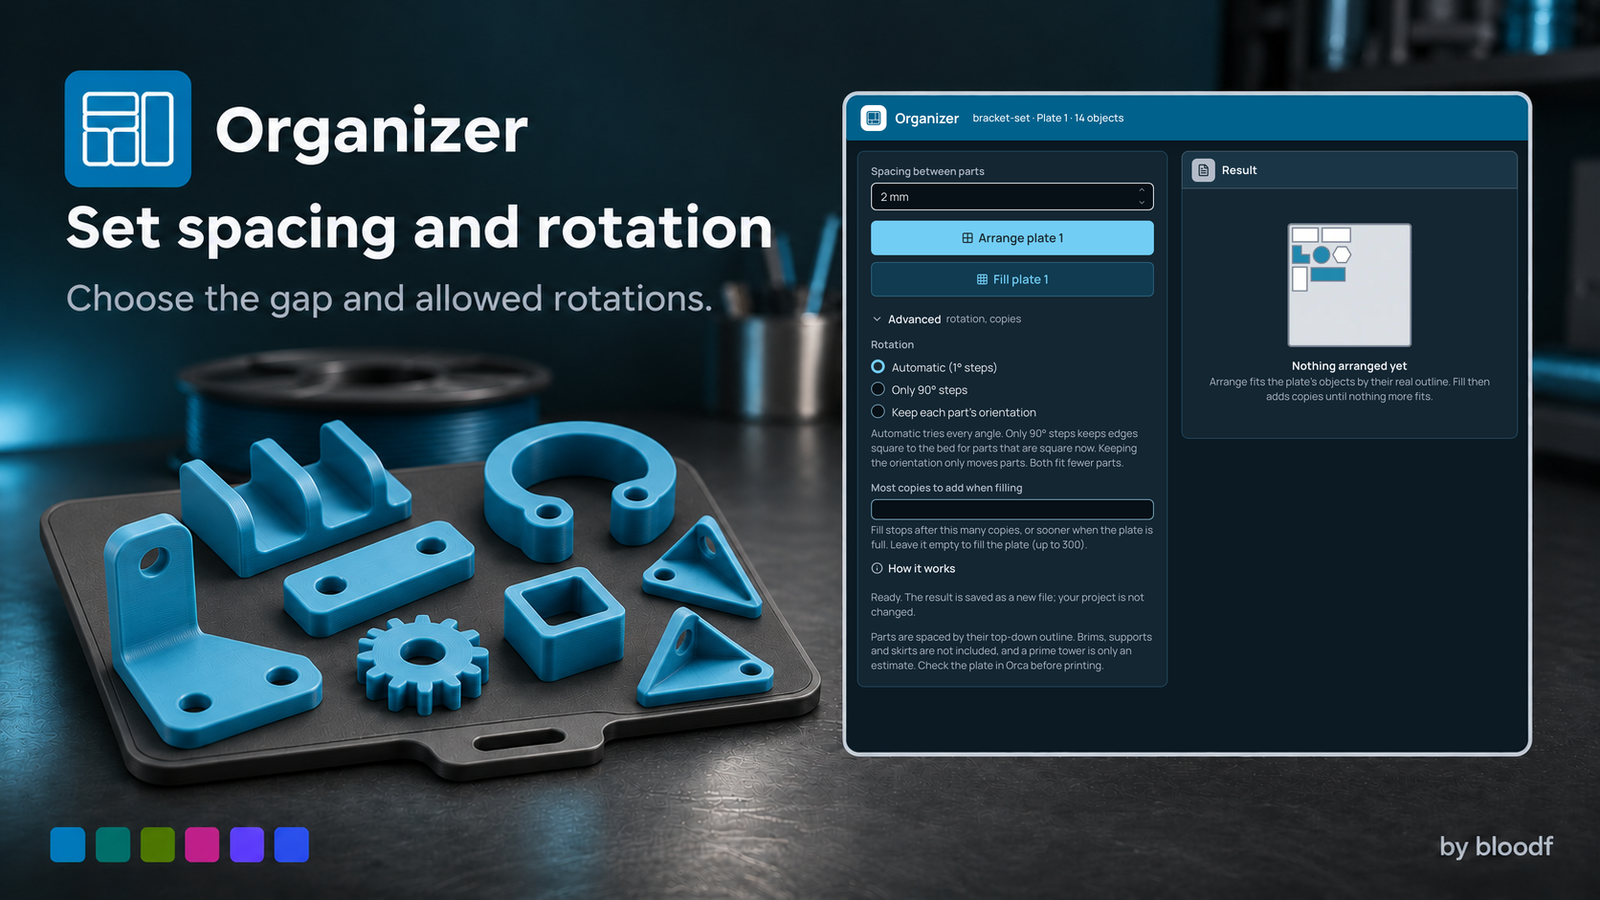 Organizer
Set spacing and rotation
Choose the gap and allowed rotations.
Organizer bracket-set · Plate 1 · 14 objects
Spacing between parts
2 mm
Arrange plate 1
Fill plate 1
Advanced rotation, copies
Rotation
Automatic (1° steps)
Only 90° steps
Keep each part's orientation
Automatic tries every angle. Only 90° steps keeps edges
square to the bed for parts that are square now. Keeping
the orientation only moves parts. Both fit fewer parts.
Most copies to add when filling
Fill stops after this many copies, or sooner when the plate is
full. Leave it empty to fill the plate (up to 300).
How it works
Ready. The result is saved as a new file; your project is not
changed.
Parts are spaced by their top-down outline. Brims, supports
and skirts are not included, and a prime tower is only an
estimate. Check the plate in Orca before printing.
Result
Nothing arranged yet
Arrange fits the plate's objects by their real outline. Fill then
adds copies until nothing more fits.
by bloodf